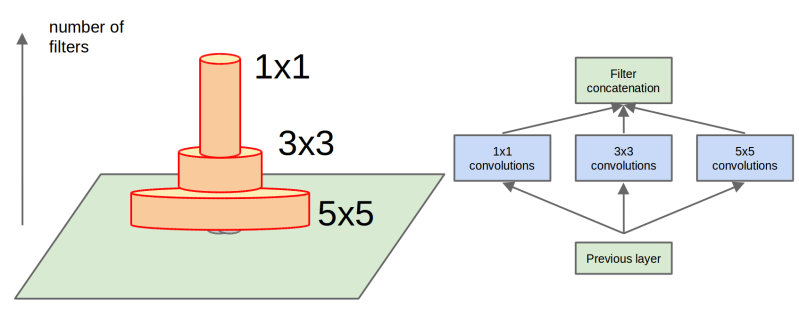 number of
filters
1x1
3x3
5x5
Filter
concatenation
1x1
convolutions
3x3
convolutions
5x5
convolutions
Previous layer